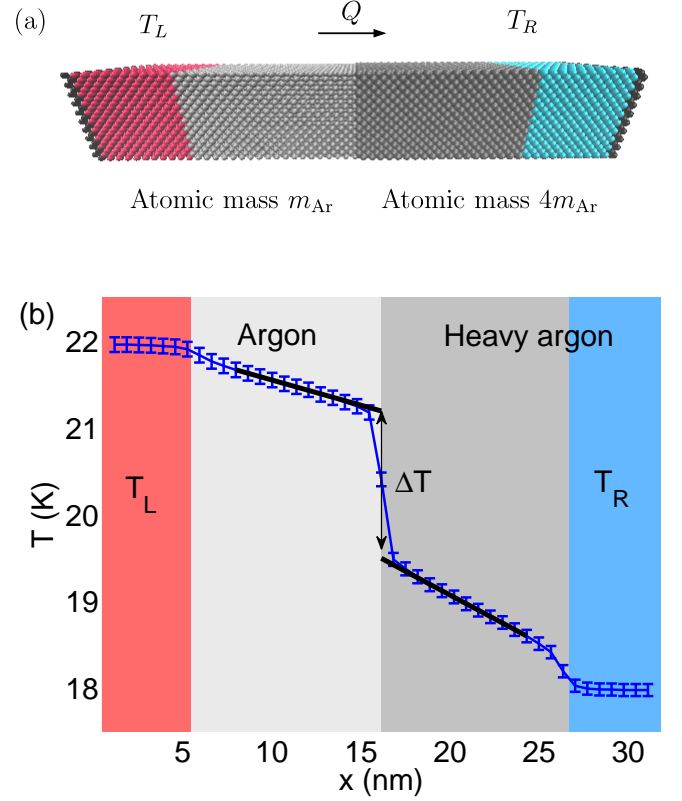 (a)
T_L Q T_R
Atomic mass m_Ar Atomic mass 4m_Ar
(b)
Argon Heavy argon
22
21
20
19
18
T_L ΔT T_R
T (K)
5 10 15 20 25 30
x (nm)